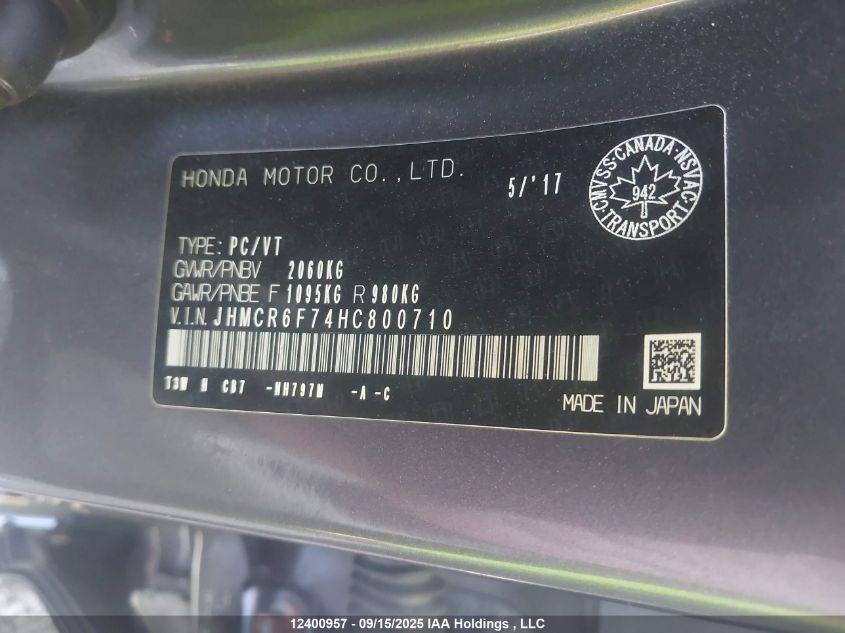 HONDA MOTOR CO.,LTD.
5/'17
CMVSS·CANADA·NSVAC·
942
TRANSPORT
TYPE: PC/VT
GVWR/PNBV 2060KG
GAWR/PNBE F 1095KG R 980KG
V.I.N. JHMCR6F74HC800710
T3W H CB7 -NH797M -A -C
MADE IN JAPAN
12400957 - 09/15/2025 IAA Holdings , LLC